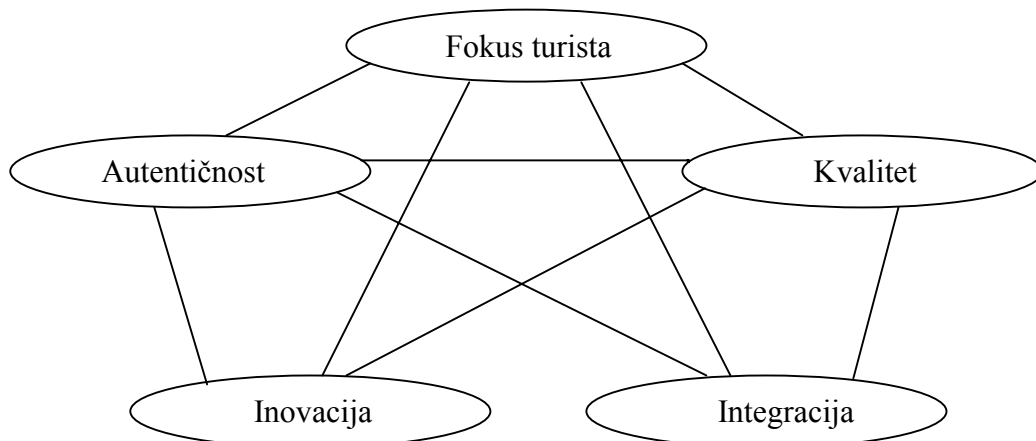 Fokus turista
Autentičnost
Kvalitet
Inovacija
Integracija